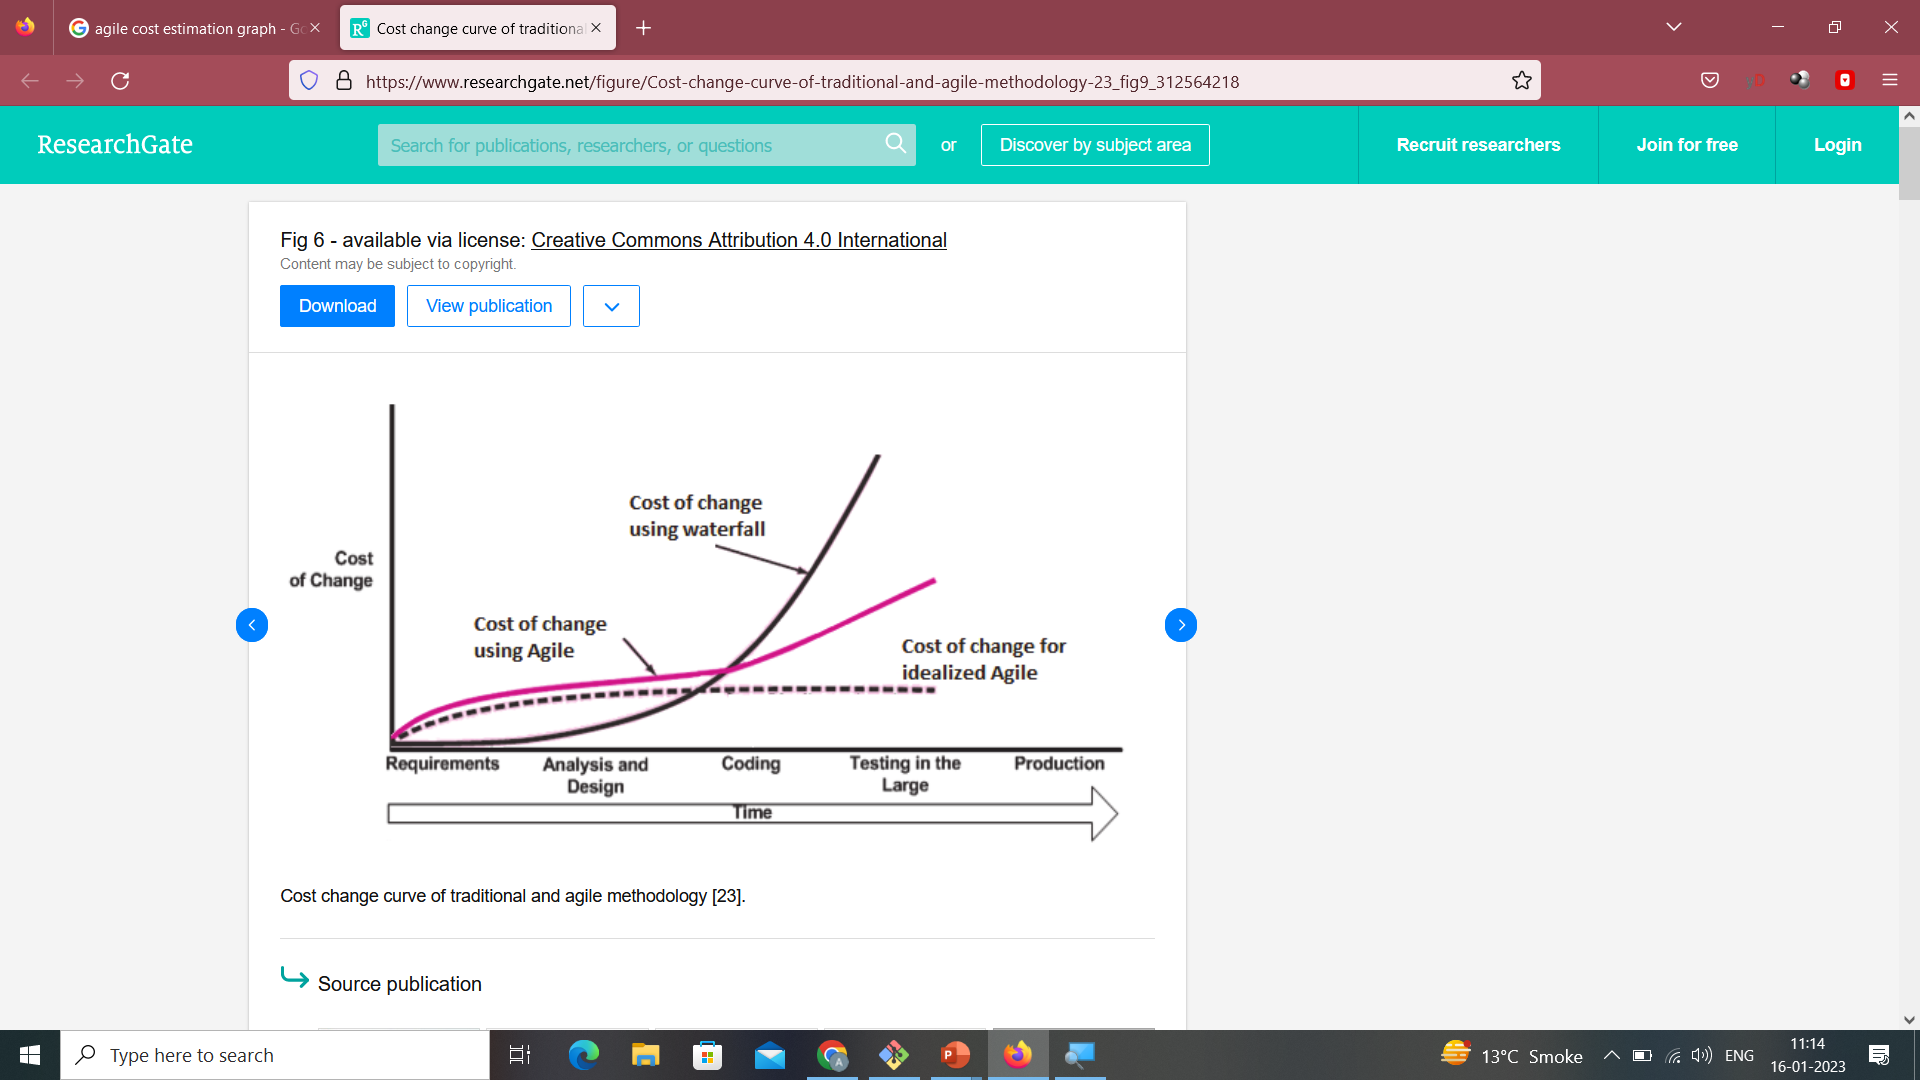 agile cost estimation graph - Go
Cost change curve of traditional
https://www.researchgate.net/figure/Cost-change-curve-of-traditional-and-agile-methodology-23_fig9_312564218
ResearchGate
Search for publications, researchers, or questions
or
Discover by subject area
Recruit researchers
Join for free
Login
Fig 6 - available via license: Creative Commons Attribution 4.0 International
Content may be subject to copyright.
Download
View publication
Cost of change
using waterfall
Cost
of Change
Cost of change
using Agile
Cost of change for
idealized Agile
Requirements
Analysis and
Design
Coding
Testing in the
Large
Production
Time
Cost change curve of traditional and agile methodology [23].
Source publication
Type here to search
13°C Smoke
ENG
11:14
16-01-2023